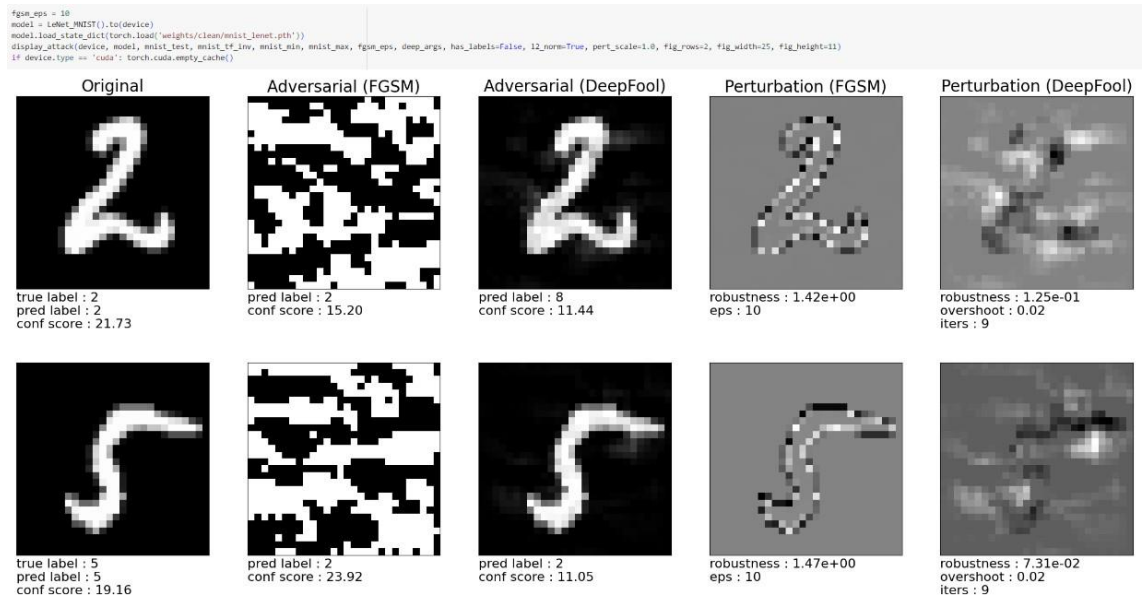 fgsm_eps = 10
model = LeNet_MNIST().to(device)
model.load_state_dict(torch.load('weights/clean/mnist_lenet.pth'))
display_attack(device, model, mnist_test, mnist_tf_inv, mnist_min, mnist_max, fgsm_eps, deep_args, has_labels=False, l2_norm=True, pert_scale=1.0, fig_rows=2, fig_width=25, fig_height=11)
if device.type == 'cuda': torch.cuda.empty_cache()
Original Adversarial (FGSM) Adversarial (DeepFool) Perturbation (FGSM) Perturbation (DeepFool)
true label : 2 pred label : 2 pred label : 8 robustness : 1.42e+00 robustness : 1.25e-01
pred label : 2 conf score : 15.20 conf score : 11.44 eps : 10 overshoot : 0.02
conf score : 21.73 iters : 9
true label : 5 pred label : 2 pred label : 2 robustness : 1.47e+00 robustness : 7.31e-02
pred label : 5 conf score : 23.92 conf score : 11.05 eps : 10 overshoot : 0.02
conf score : 19.16 iters : 9